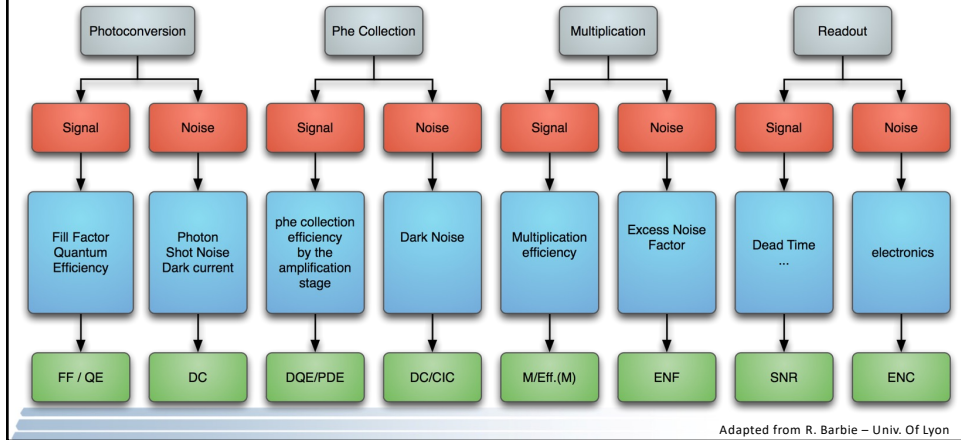 Photoconversion
Phe Collection
Multiplication
Readout
Signal
Noise
Signal
Noise
Signal
Noise
Signal
Noise
Fill Factor
Quantum
Efficiency
Photon
Shot Noise
Dark current
phe collection
efficiency
by the
amplification
stage
Dark Noise
Multiplication
efficiency
Excess Noise
Factor
Dead Time
...
electronics
FF / QE
DC
DQE/PDE
DC/CIC
M/Eff.(M)
ENF
SNR
ENC
Adapted from R. Barbie – Univ. Of Lyon